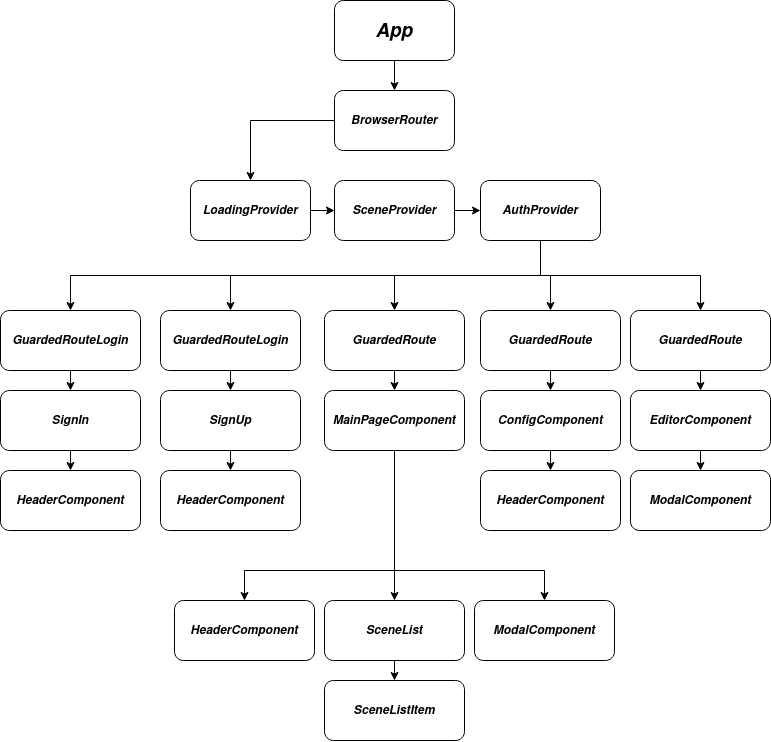 App
BrowserRouter
LoadingProvider
SceneProvider
AuthProvider
GuardedRouteLogin
GuardedRouteLogin
GuardedRoute
GuardedRoute
GuardedRoute
SignIn
SignUp
MainPageComponent
ConfigComponent
EditorComponent
HeaderComponent
HeaderComponent
HeaderComponent
ModalComponent
HeaderComponent
SceneList
ModalComponent
SceneListItem